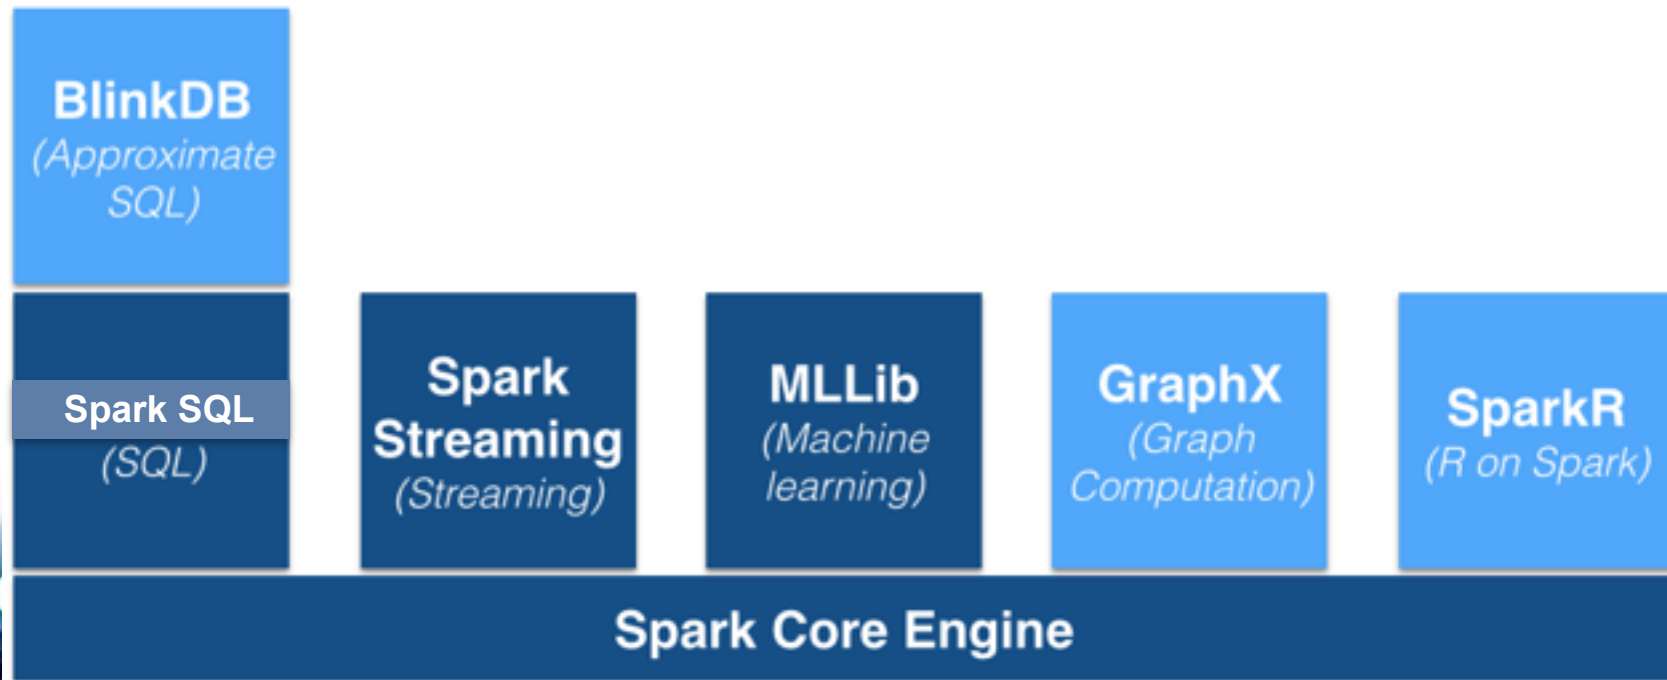 BlinkDB
(Approximate
SQL)
Spark SQL
(SQL)
Spark
Streaming
(Streaming)
MLLib
(Machine
learning)
GraphX
(Graph
Computation)
SparkR
(R on Spark)
Spark Core Engine